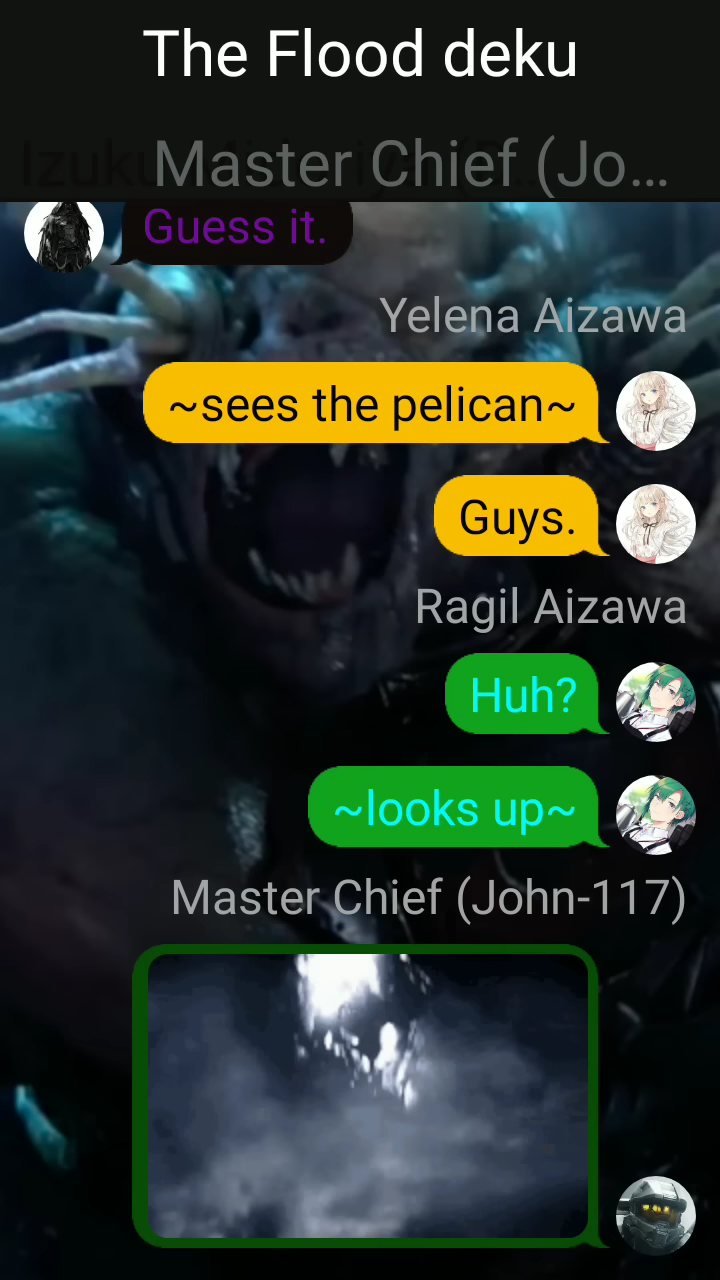 The Flood deku
Master Chief (Jo...
Guess it.
Yelena Aizawa
~sees the pelican~
Guys.
Ragil Aizawa
Huh?
~looks up~
Master Chief (John-117)